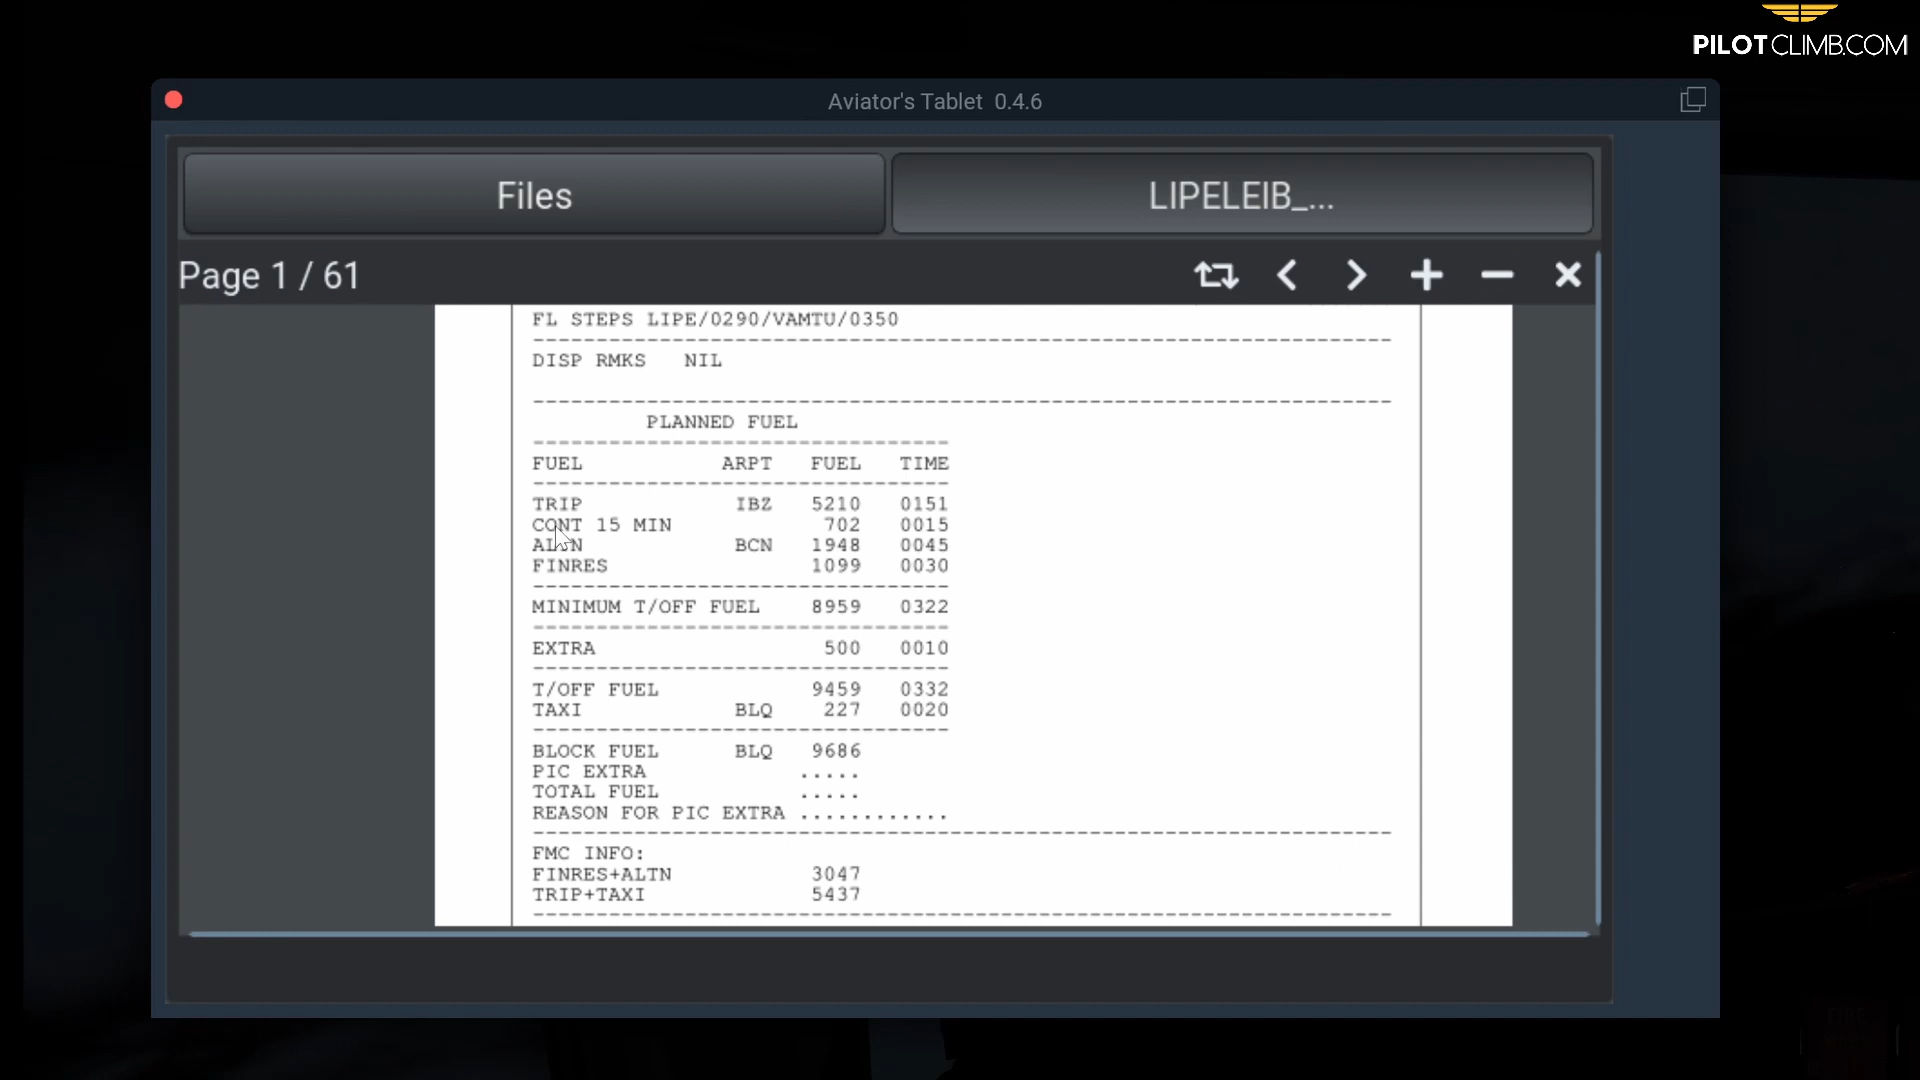 PILOTCLIMB.COM
Aviator's Tablet 0.4.6
Files LIPELEIB_...
Page 1 / 61
FL STEPS LIPE/0290/VAMTU/0350
DISP RMKS NIL
PLANNED FUEL
FUEL ARPT FUEL TIME
TRIP IBZ 5210 0151
CONT 15 MIN 702 0015
ALTN BCN 1948 0045
FINRES 1099 0030
MINIMUM T/OFF FUEL 8959 0322
EXTRA 500 0010
T/OFF FUEL 9459 0332
TAXI BLQ 227 0020
BLOCK FUEL BLQ 9686
PIC EXTRA .....
TOTAL FUEL .....
REASON FOR PIC EXTRA ............
FMC INFO:
FINRES+ALTN 3047
TRIP+TAXI 5437